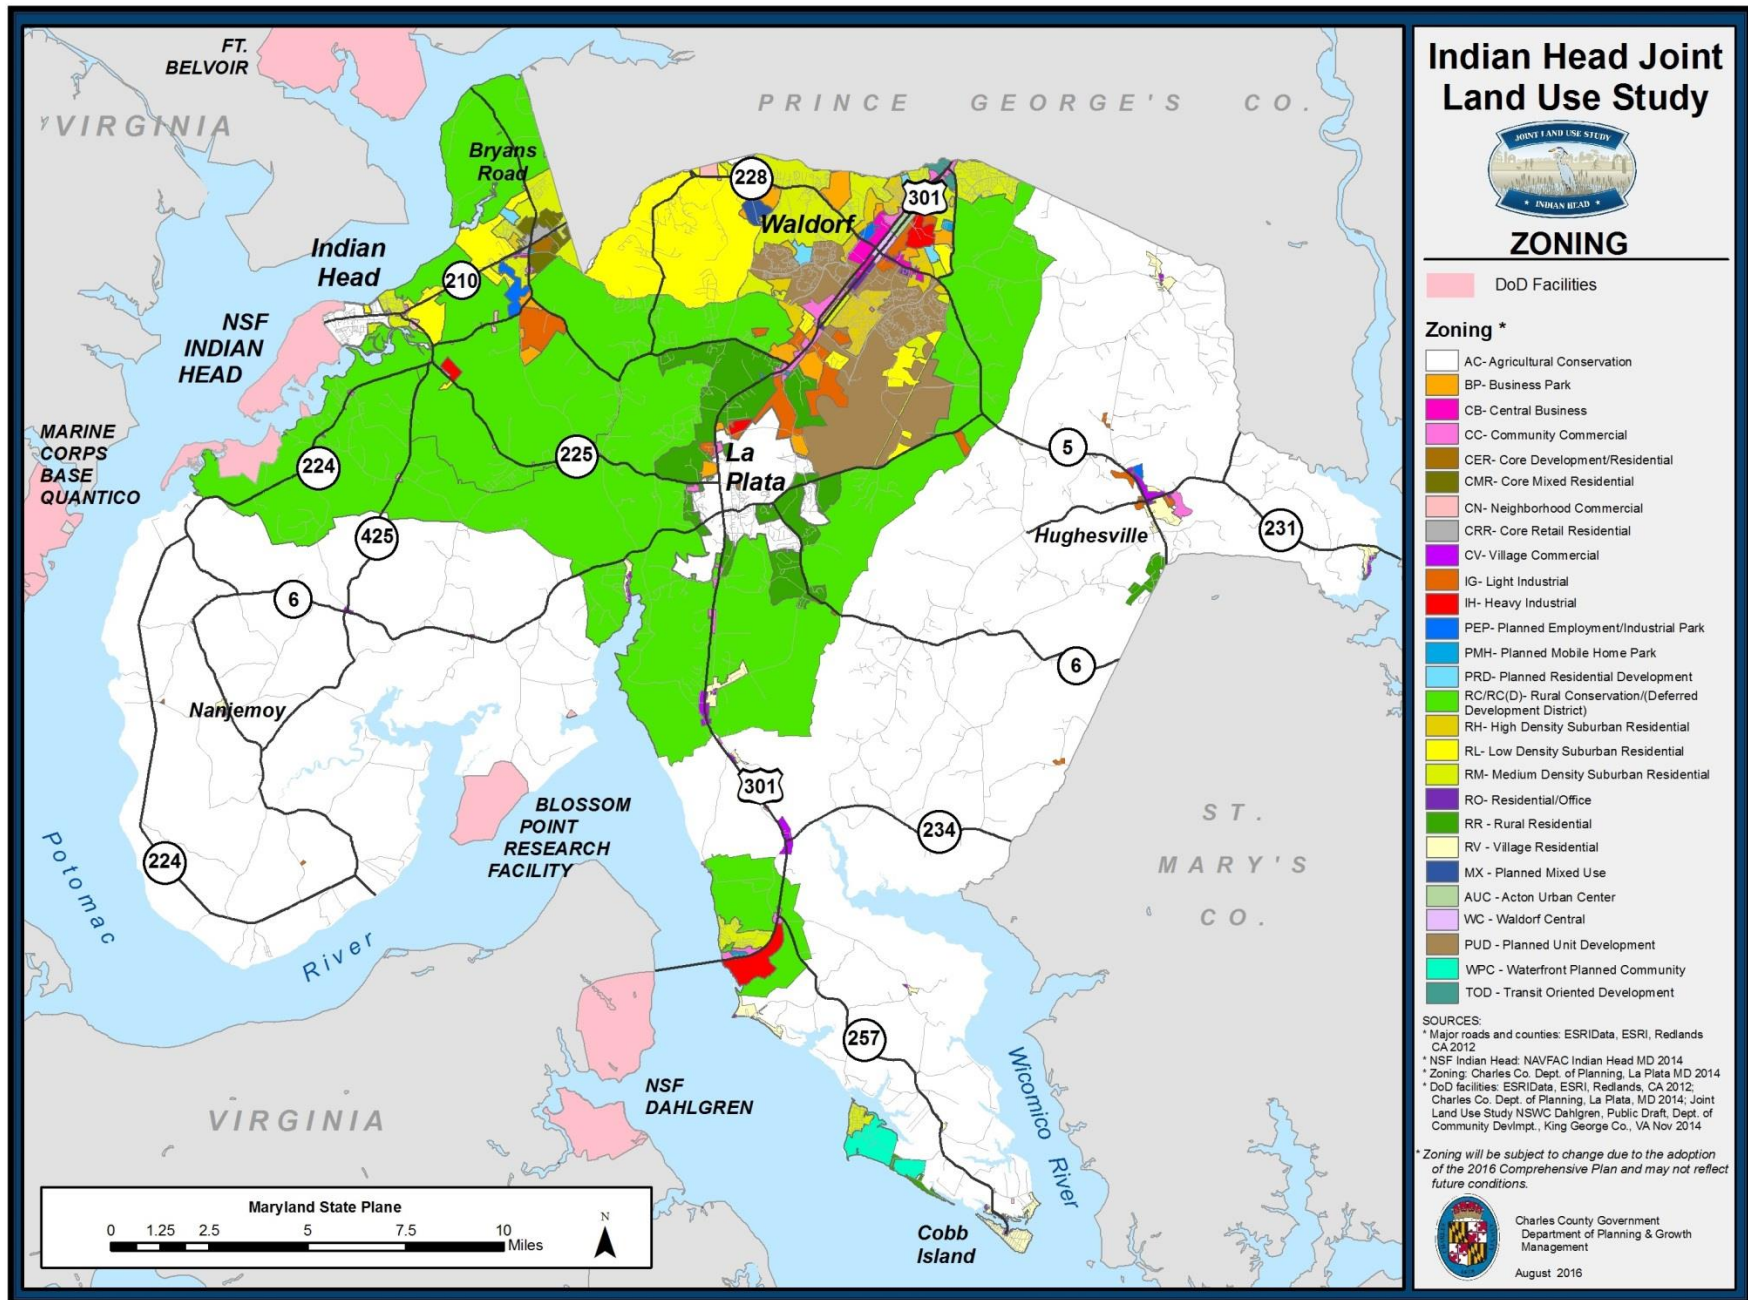 FT.
BELVOIR
VIRGINIA
PRINCE GEORGE'S CO.
Bryans
Road
228
301
Waldorf
Indian
Head
210
NSF
INDIAN
HEAD
MARINE
CORPS
BASE
QUANTICO
224
225
La
Plata
5
425
Hughesville
231
6
6
Nanjemoy
301
BLOSSOM
POINT
RESEARCH
FACILITY
234
ST.
MARY'S
CO.
224
Potomac
River
257
NSF
DAHLGREN
VIRGINIA
Wicomico
River
Cobb
Island
Maryland State Plane
0 1.25 2.5 5 7.5 10
Miles
N
Indian Head Joint
Land Use Study
JOINT LAND USE STUDY
INDIAN HEAD
ZONING
DoD Facilities
Zoning *
AC- Agricultural Conservation
BP- Business Park
CB- Central Business
CC- Community Commercial
CER- Core Development/Residential
CMR- Core Mixed Residential
CN- Neighborhood Commercial
CRR- Core Retail Residential
CV- Village Commercial
IG- Light Industrial
IH- Heavy Industrial
PEP- Planned Employment/Industrial Park
PMH- Planned Mobile Home Park
PRD- Planned Residential Development
RC/RC(D)- Rural Conservation/(Deferred
Development District)
RH- High Density Suburban Residential
RL- Low Density Suburban Residential
RM- Medium Density Suburban Residential
RO- Residential/Office
RR - Rural Residential
RV - Village Residential
MX - Planned Mixed Use
AUC - Acton Urban Center
WC - Waldorf Central
PUD - Planned Unit Development
WPC - Waterfront Planned Community
TOD - Transit Oriented Development
SOURCES:
* Major roads and counties: ESRIData, ESRI, Redlands
CA 2012
* NSF Indian Head: NAVFAC Indian Head MD 2014
* Zoning: Charles Co. Dept. of Planning, La Plata MD 2014
* DoD facilities: ESRIData, ESRI, Redlands, CA 2012;
Charles Co. Dept. of Planning, La Plata, MD 2014; Joint
Land Use Study NSWC Dahlgren, Public Draft, Dept. of
Community Devlmpt., King George Co., VA Nov 2014
* Zoning will be subject to change due to the adoption
of the 2016 Comprehensive Plan and may not reflect
future conditions.
Charles County Government
Department of Planning & Growth
Management
August 2016